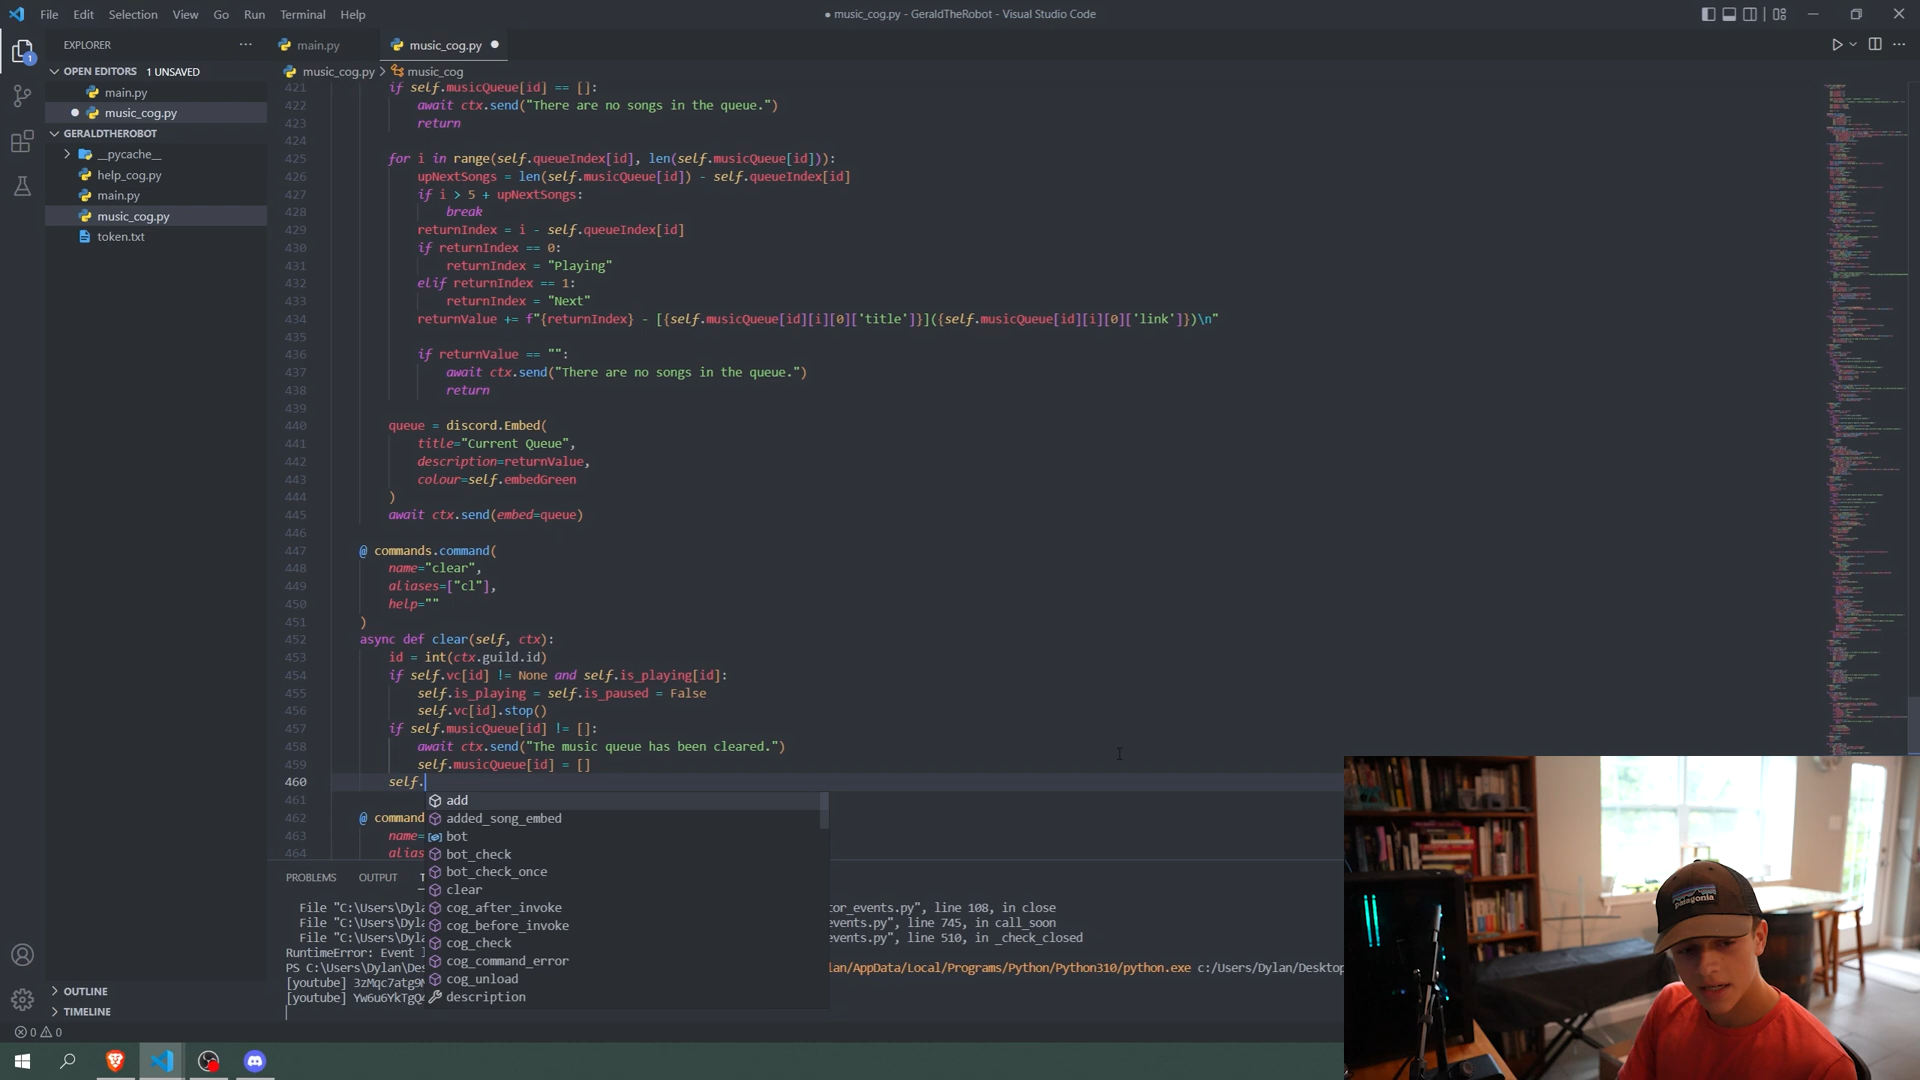 File Edit Selection View Go Run Terminal Help
● music_cog.py - GeraldTheRobot - Visual Studio Code
EXPLORER
main.py
music_cog.py
OPEN EDITORS 1 UNSAVED
main.py
music_cog.py
GERALDTHEROBOT
__pycache__
help_cog.py
main.py
music_cog.py
token.txt
OUTLINE
TIMELINE
1
music_cog.py > music_cog
421 if self.musicQueue[id] == []:
422 await ctx.send("There are no songs in the queue.")
423 return
424
425 for i in range(self.queueIndex[id], len(self.musicQueue[id])):
426 upNextSongs = len(self.musicQueue[id]) - self.queueIndex[id]
427 if i > 5 + upNextSongs:
428 break
429 returnIndex = i - self.queueIndex[id]
430 if returnIndex == 0:
431 returnIndex = "Playing"
432 elif returnIndex == 1:
433 returnIndex = "Next"
434 returnValue += f"{returnIndex} - [{self.musicQueue[id][i][0]['title']}]({self.musicQueue[id][i][0]['link']})\n"
435
436 if returnValue == "":
437 await ctx.send("There are no songs in the queue.")
438 return
439
440 queue = discord.Embed(
441 title="Current Queue",
442 description=returnValue,
443 colour=self.embedGreen
444 )
445 await ctx.send(embed=queue)
446
447 @ commands.command(
448 name="clear",
449 aliases=["cl"],
450 help=""
451 )
452 async def clear(self, ctx):
453 id = int(ctx.guild.id)
454 if self.vc[id] != None and self.is_playing[id]:
455 self.is_playing = self.is_paused = False
456 self.vc[id].stop()
457 if self.musicQueue[id] != []:
458 await ctx.send("The music queue has been cleared.")
459 self.musicQueue[id] = []
460 self.
461
462 @ command
463 name=
464 alias
add
added_song_embed
bot
bot_check
bot_check_once
clear
cog_after_invoke
cog_before_invoke
cog_check
cog_command_error
cog_unload
description
PROBLEMS OUTPUT
File "C:\Users\Dyla tor_events.py", line 108, in close
File "C:\Users\Dyla events.py", line 745, in call_soon
File "C:\Users\Dyla events.py", line 510, in _check_closed
RuntimeError: Event l
PS C:\Users\Dylan\Des lan/AppData/Local/Programs/Python/Python310/python.exe c:/Users/Dylan/Desktop
[youtube] 3zMqc7atg9
[youtube] Yw6u6YkTgQ
0 0
patagonia